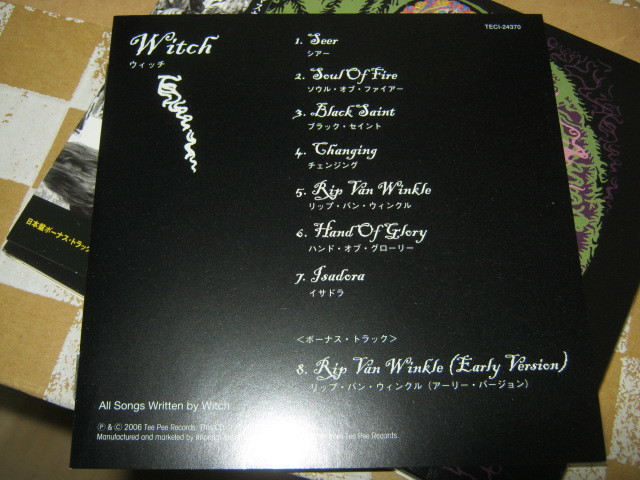 TECI-24370
Witch
ウィッチ
1. Seer
シアー
2. Soul Of Fire
ソウル・オブ・ファイアー
3. Black Saint
ブラック・セイント
4. Changing
チェンジング
5. Rip Van Winkle
リップ・バン・ウィンクル
6. Hand Of Glory
ハンド・オブ・グローリー
7. Isadora
イサドラ
<ボーナス・トラック>
8. Rip Van Winkle (Early Version)
リップ・バン・ウィンクル (アーリー・バージョン)
All Songs Written by Witch
Ⓟ & © 2006 Tee Pee Records. This CD
Manufactured and marketed by Imperial from Tee Pee Records.
日本盤ボーナス・トラック